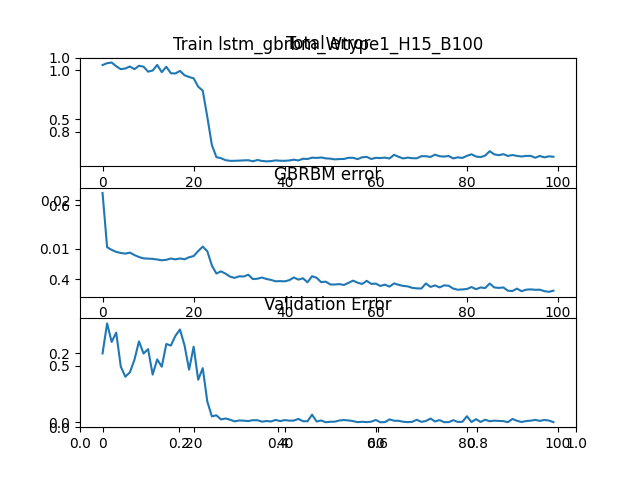 Train lstm_gbrbm_Wtype1_H15_B100
Total error
1.0
1.0
0.5
0.8
0 20 40 60 80 100
GBRBM error
0.02
0.6
0.01
0.4
0 20 40 60 80 100
Validation Error
0.2
0.5
0.0
0.0
0 20 40 60 80 100
0.0 0.2 0.4 0.6 0.8 1.0